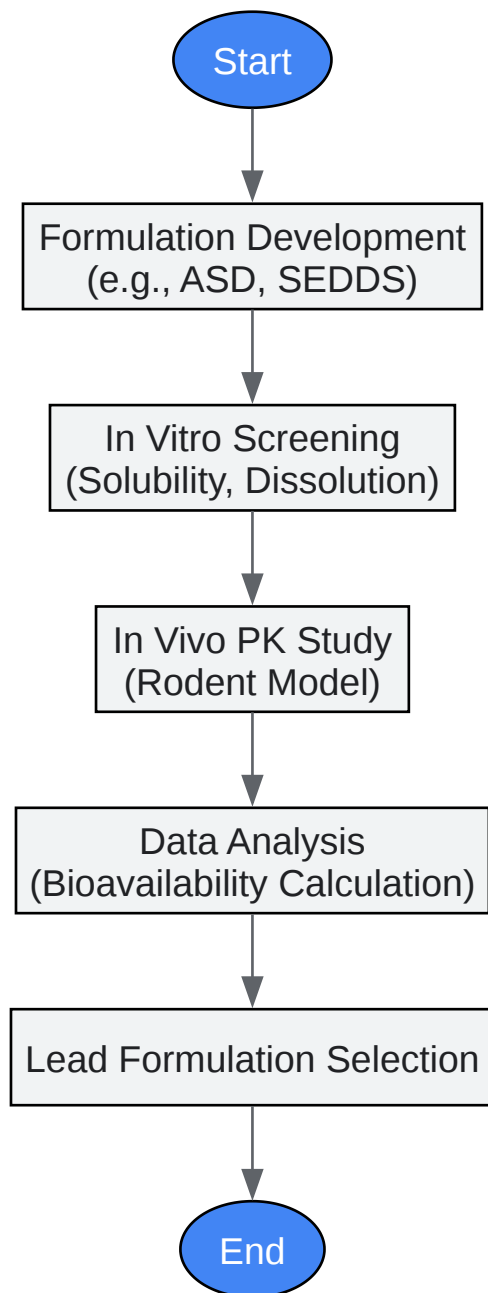 Start
Formulation Development
(e.g., ASD, SEDDS)
In Vitro Screening
(Solubility, Dissolution)
In Vivo PK Study
(Rodent Model)
Data Analysis
(Bioavailability Calculation)
Lead Formulation Selection
End